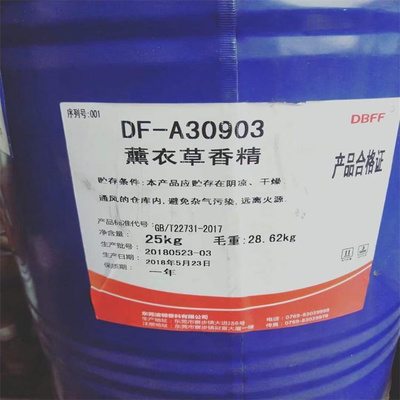 序列号:001
DBFF
DF-A30903
薰衣草香精
产品合格证
贮存条件:本产品应贮存在阴凉、干燥
通风的仓库内,避免杂气污染,远离火源
产品标准代号: GB/T22731-2017
净含量: 25kg 毛重:28.62kg
生产批号: 20180523-03
生产日期: 2018年5月23日
保质期: 一年